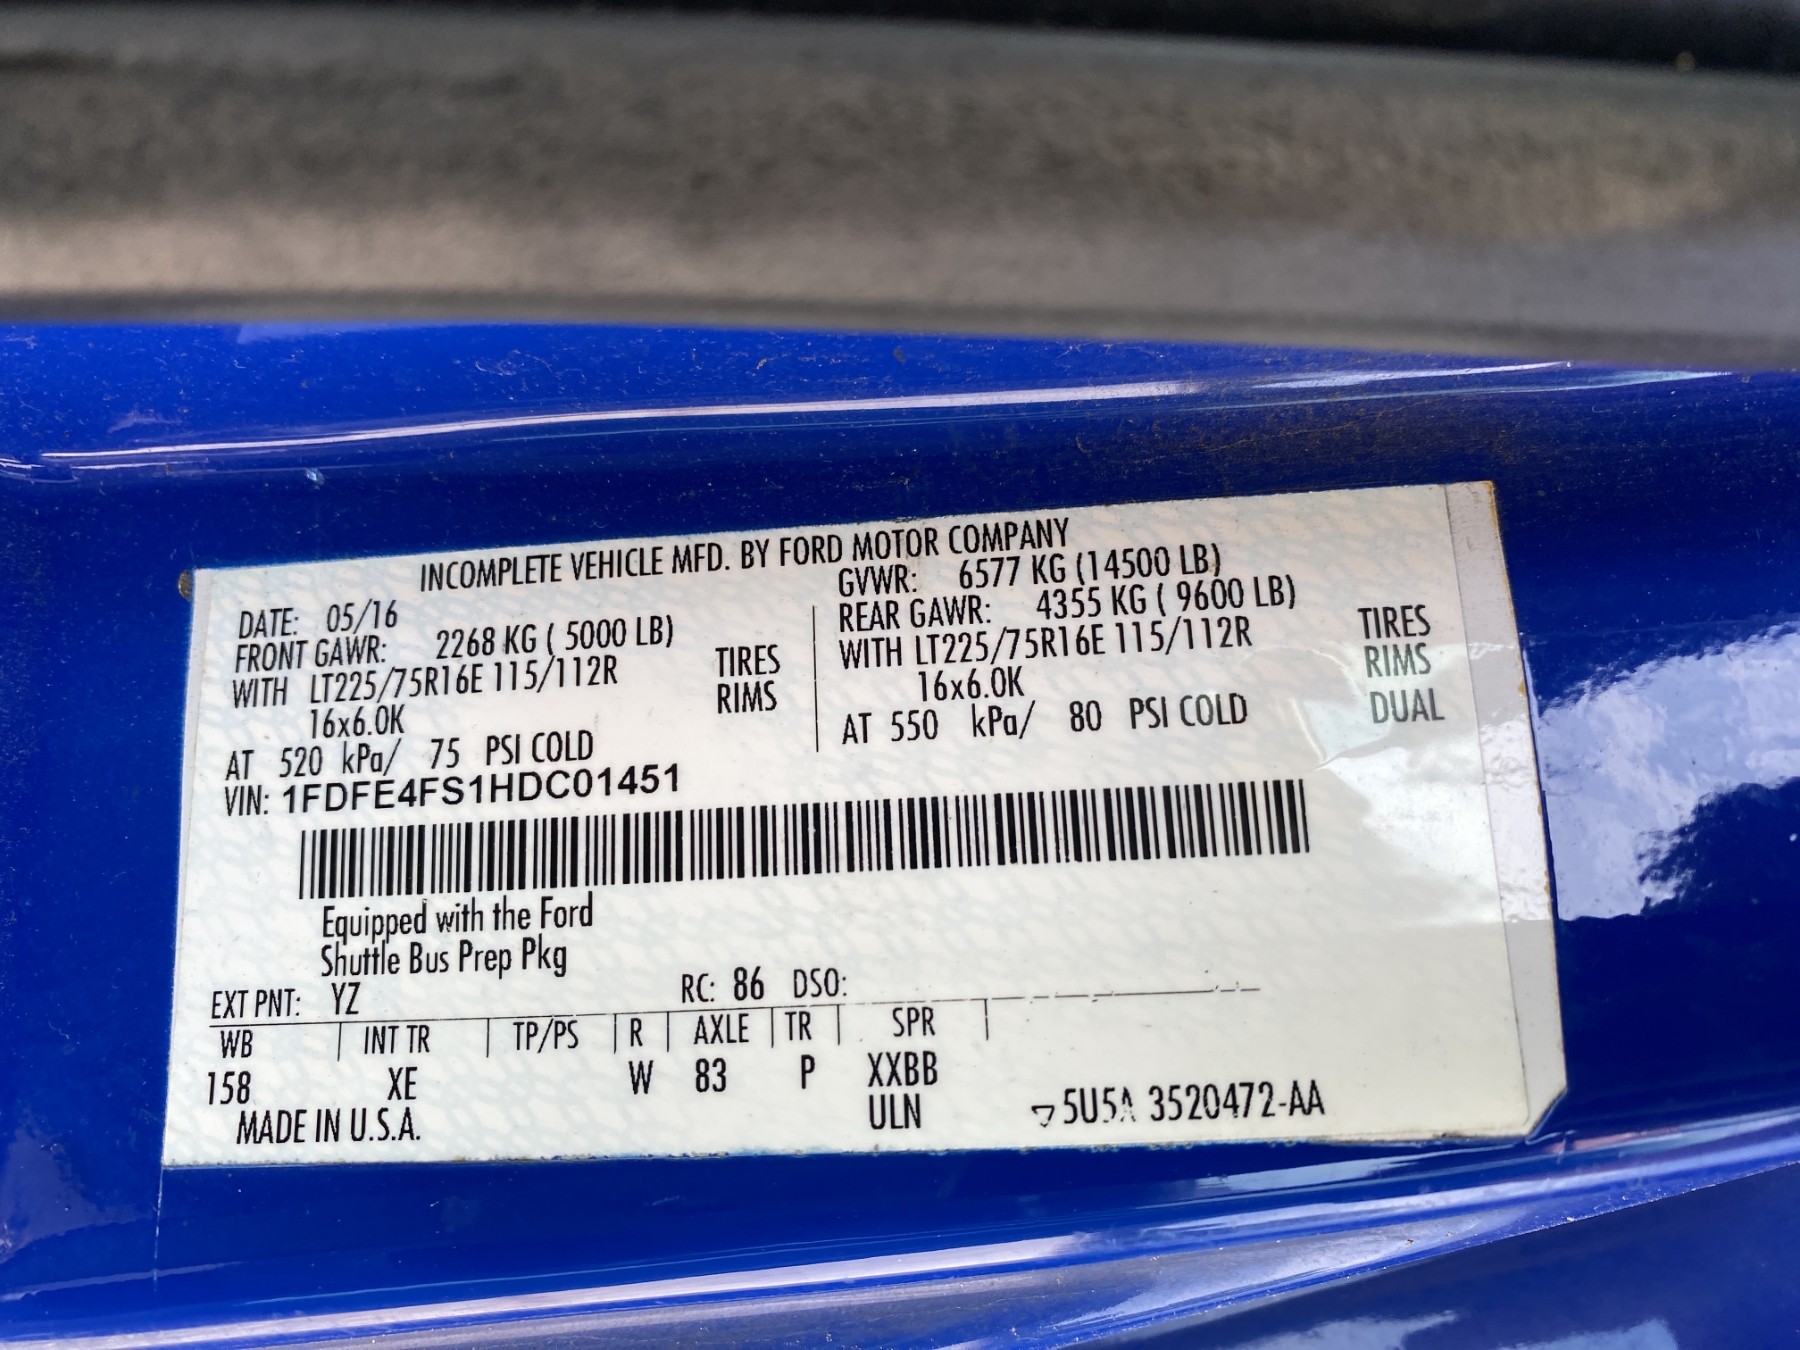 INCOMPLETE VEHICLE MFD. BY FORD MOTOR COMPANY
DATE: 05/16 GVWR: 6577 KG (14500 LB)
FRONT GAWR: 2268 KG ( 5000 LB) REAR GAWR: 4355 KG ( 9600 LB)
WITH LT225/75R16E 115/112R TIRES WITH LT225/75R16E 115/112R TIRES
16x6.0K RIMS 16x6.0K RIMS
AT 520 kPa/ 75 PSI COLD AT 550 kPa/ 80 PSI COLD DUAL
VIN: 1FDFE4FS1HDC01451
Equipped with the Ford
Shuttle Bus Prep Pkg
EXT PNT: YZ RC: 86 DSO:
WB INT TR TP/PS R AXLE TR SPR
158 XE W 83 P XXBB
MADE IN U.S.A. ULN 5U5A 3520472-AA